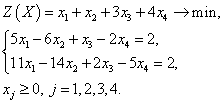 Z(X) = x₁ + x₂ + 3x₃ + 4x₄ → min,
{ 5x₁ − 6x₂ + x₃ − 2x₄ = 2,
11x₁ − 14x₂ + 2x₃ − 5x₄ = 2,
xⱼ ≥ 0, j = 1,2,3,4.